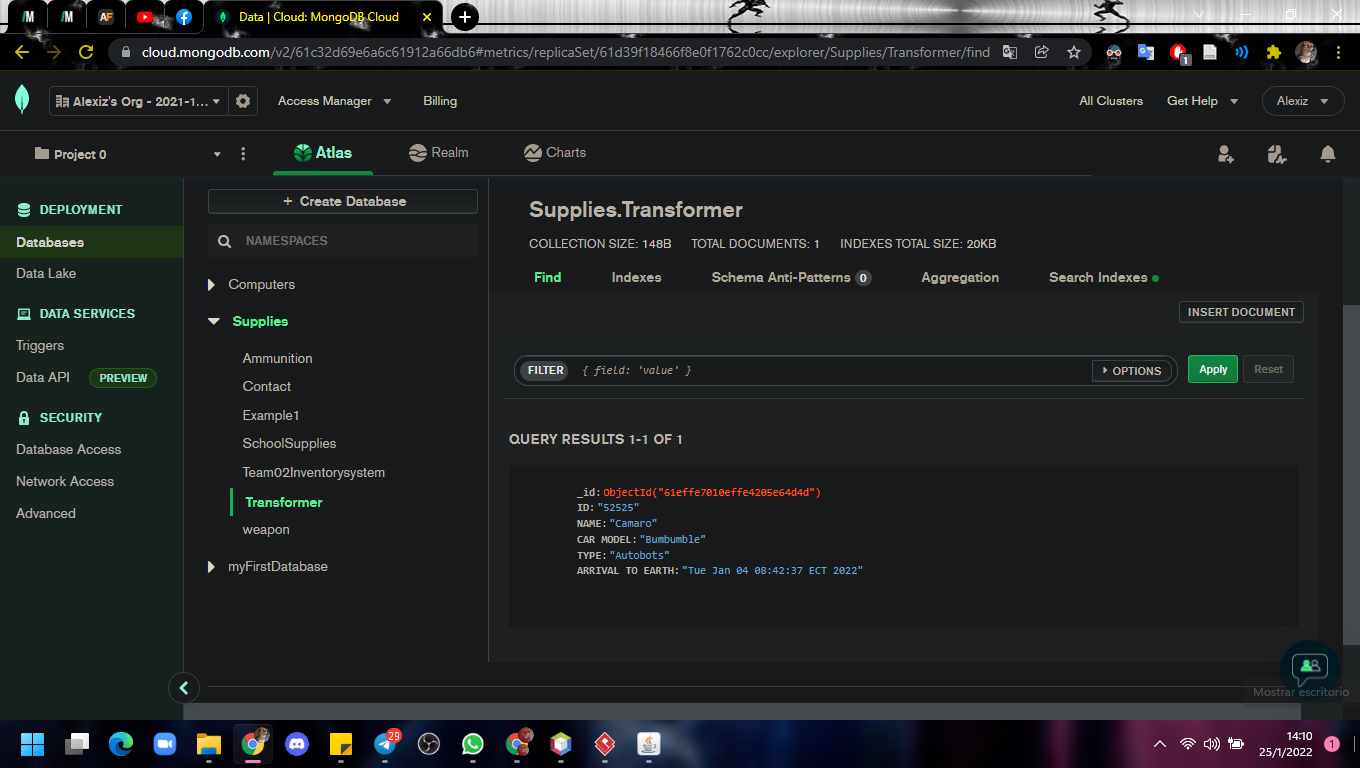 Data | Cloud: MongoDB Cloud
cloud.mongodb.com/v2/61c32d69e6a6c61912a66db6#metrics/replicaSet/61d39f18466f8e0f1762c0cc/explorer/Supplies/Transformer/find
1
Alexiz's Org - 2021-1...
Access Manager
Billing
All Clusters
Get Help
Alexiz
Project 0
Atlas
Realm
Charts
DEPLOYMENT
Databases
Data Lake
DATA SERVICES
Triggers
Data API PREVIEW
SECURITY
Database Access
Network Access
Advanced
+ Create Database
NAMESPACES
Computers
Supplies
Ammunition
Contact
Example1
SchoolSupplies
Team02Inventorysystem
Transformer
weapon
myFirstDatabase
Supplies.Transformer
COLLECTION SIZE: 148B TOTAL DOCUMENTS: 1 INDEXES TOTAL SIZE: 20KB
Find Indexes Schema Anti-Patterns 0 Aggregation Search Indexes
INSERT DOCUMENT
FILTER { field: 'value' } OPTIONS Apply Reset
QUERY RESULTS 1-1 OF 1
_id: ObjectId("61effe7010effe4205e64d4d")
ID: "52525"
NAME: "Camaro"
CAR MODEL: "Bumbumble"
TYPE: "Autobots"
ARRIVAL TO EARTH: "Tue Jan 04 08:42:37 ECT 2022"
Mostrar escritorio
29
14:10
25/1/2022
1